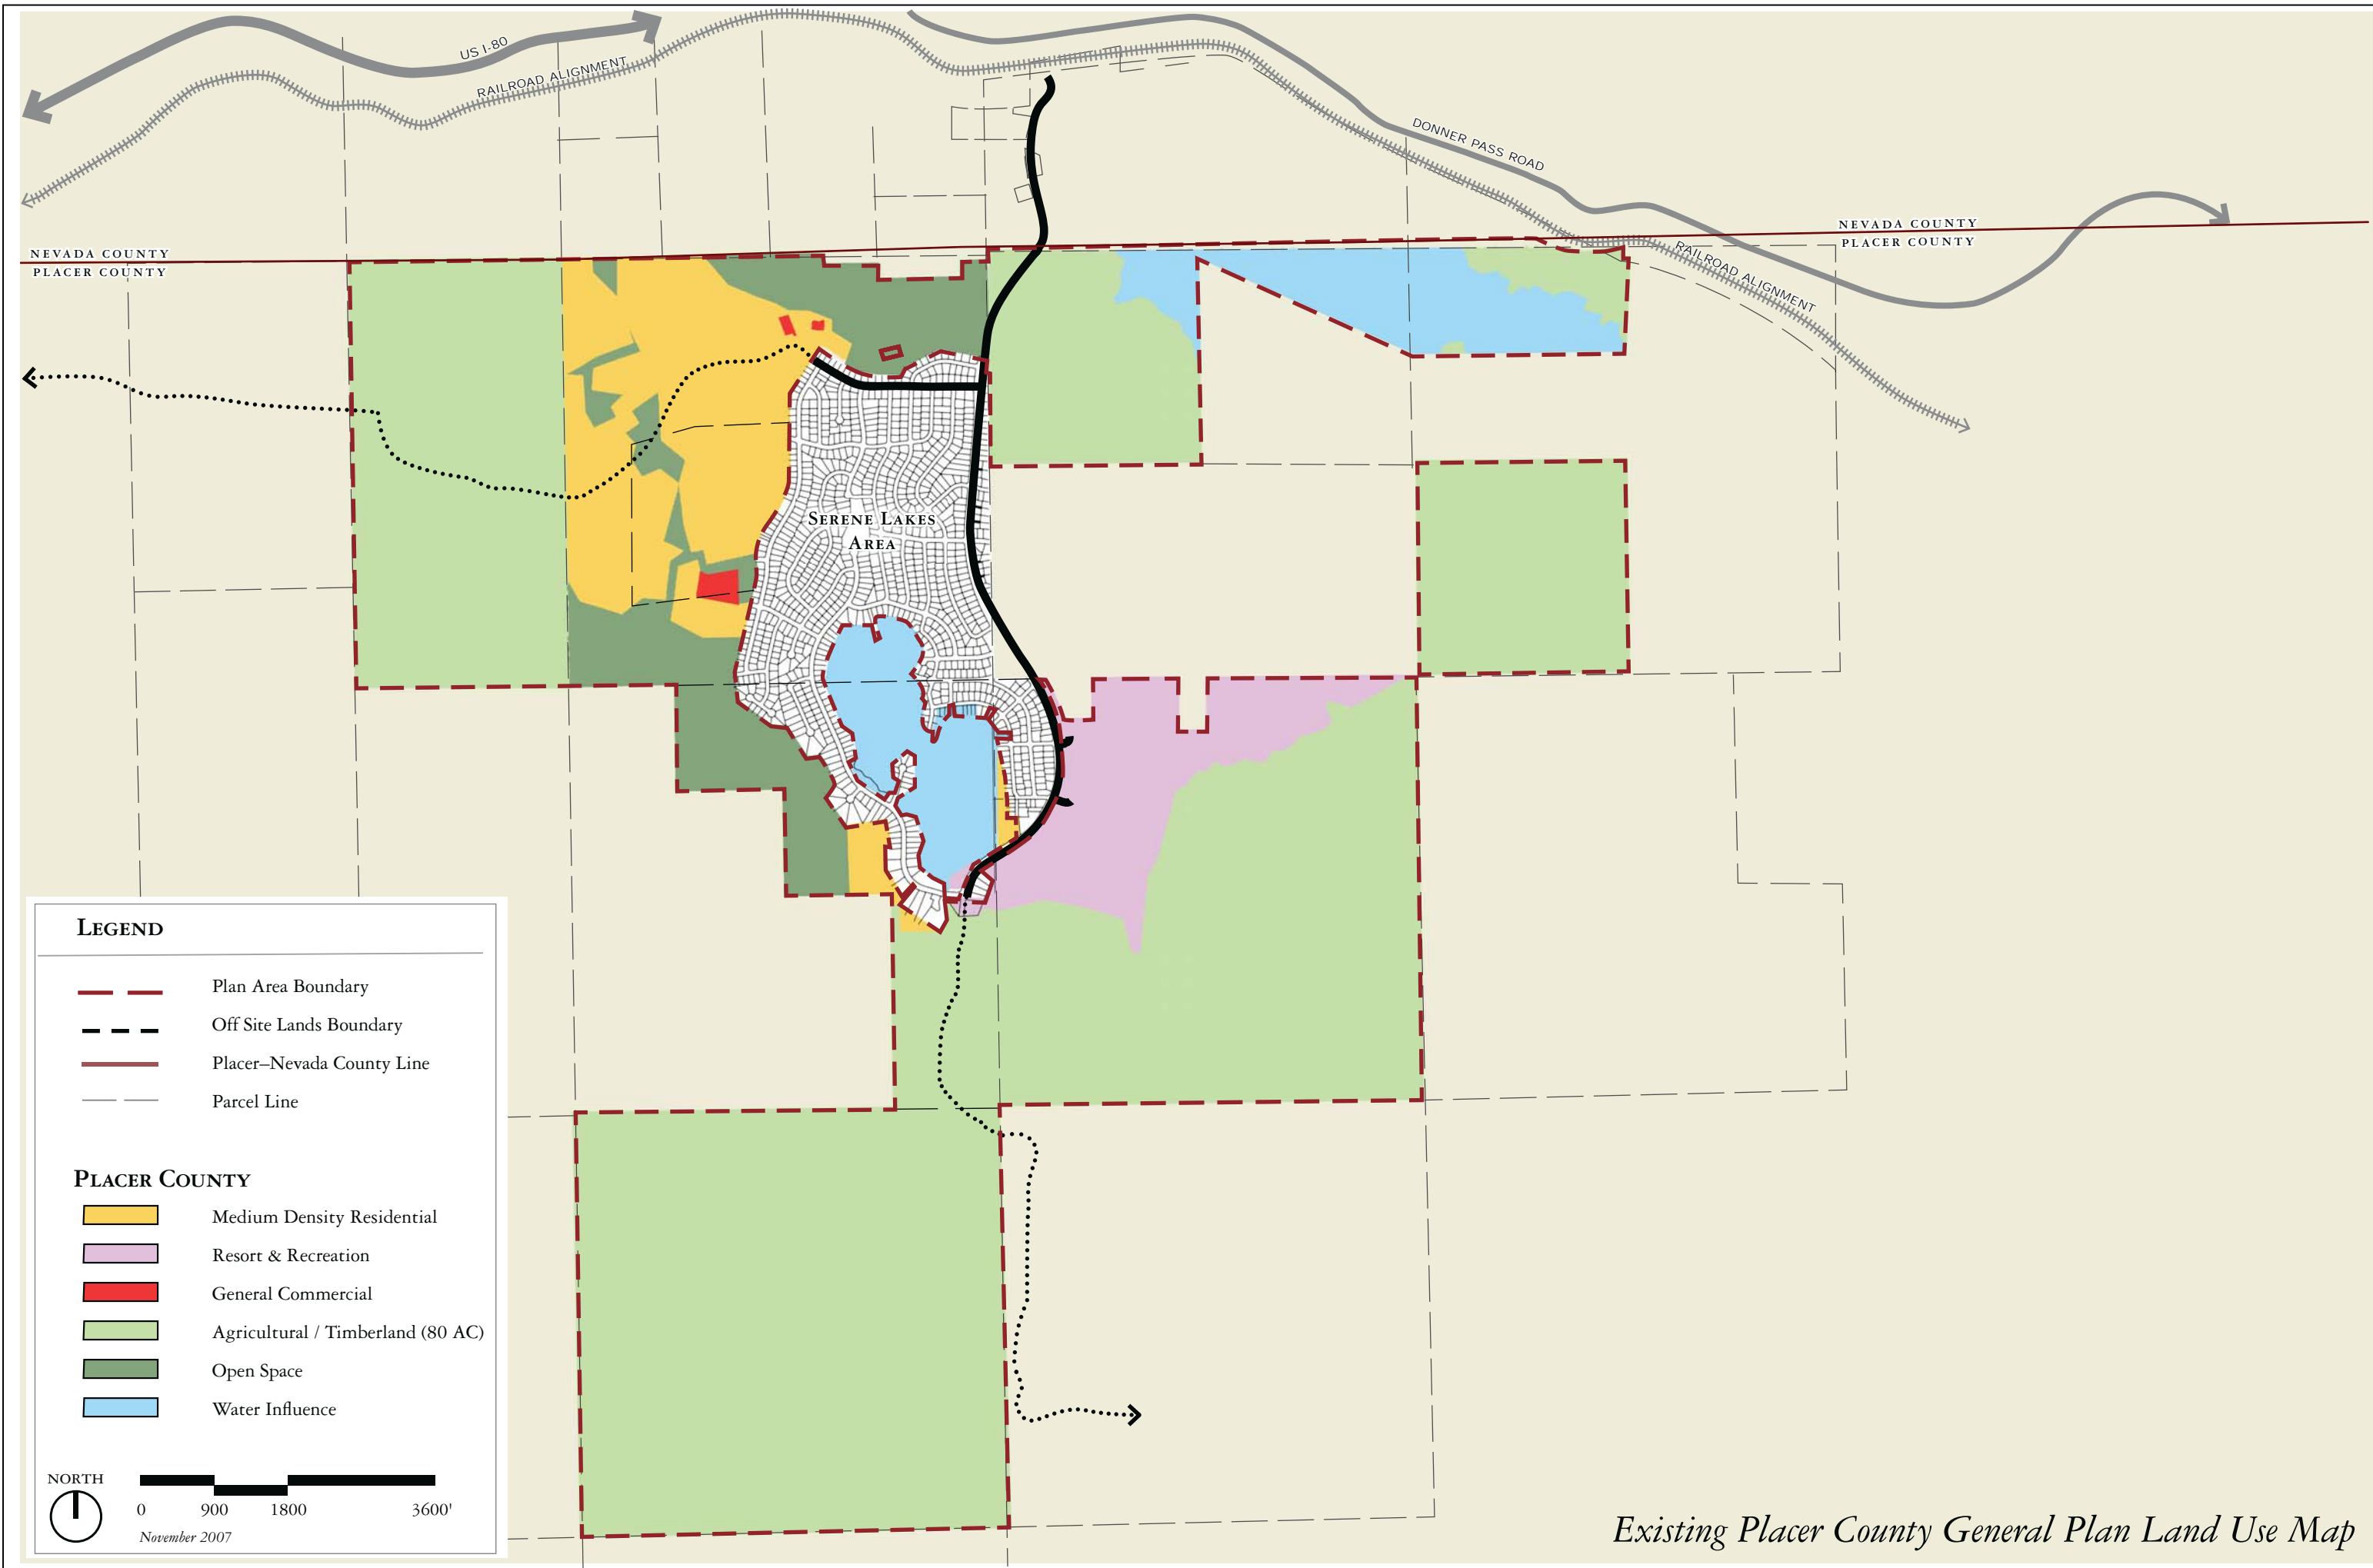 US I-80
RAILROAD ALIGNMENT
DONNER PASS ROAD
NEVADA COUNTY
PLACER COUNTY
NEVADA COUNTY
PLACER COUNTY
RAILROAD ALIGNMENT
SERENE LAKES
AREA
LEGEND
Plan Area Boundary
Off Site Lands Boundary
Placer–Nevada County Line
Parcel Line
PLACER COUNTY
Medium Density Residential
Resort & Recreation
General Commercial
Agricultural / Timberland (80 AC)
Open Space
Water Influence
NORTH
0 900 1800 3600'
November 2007
Existing Placer County General Plan Land Use Map